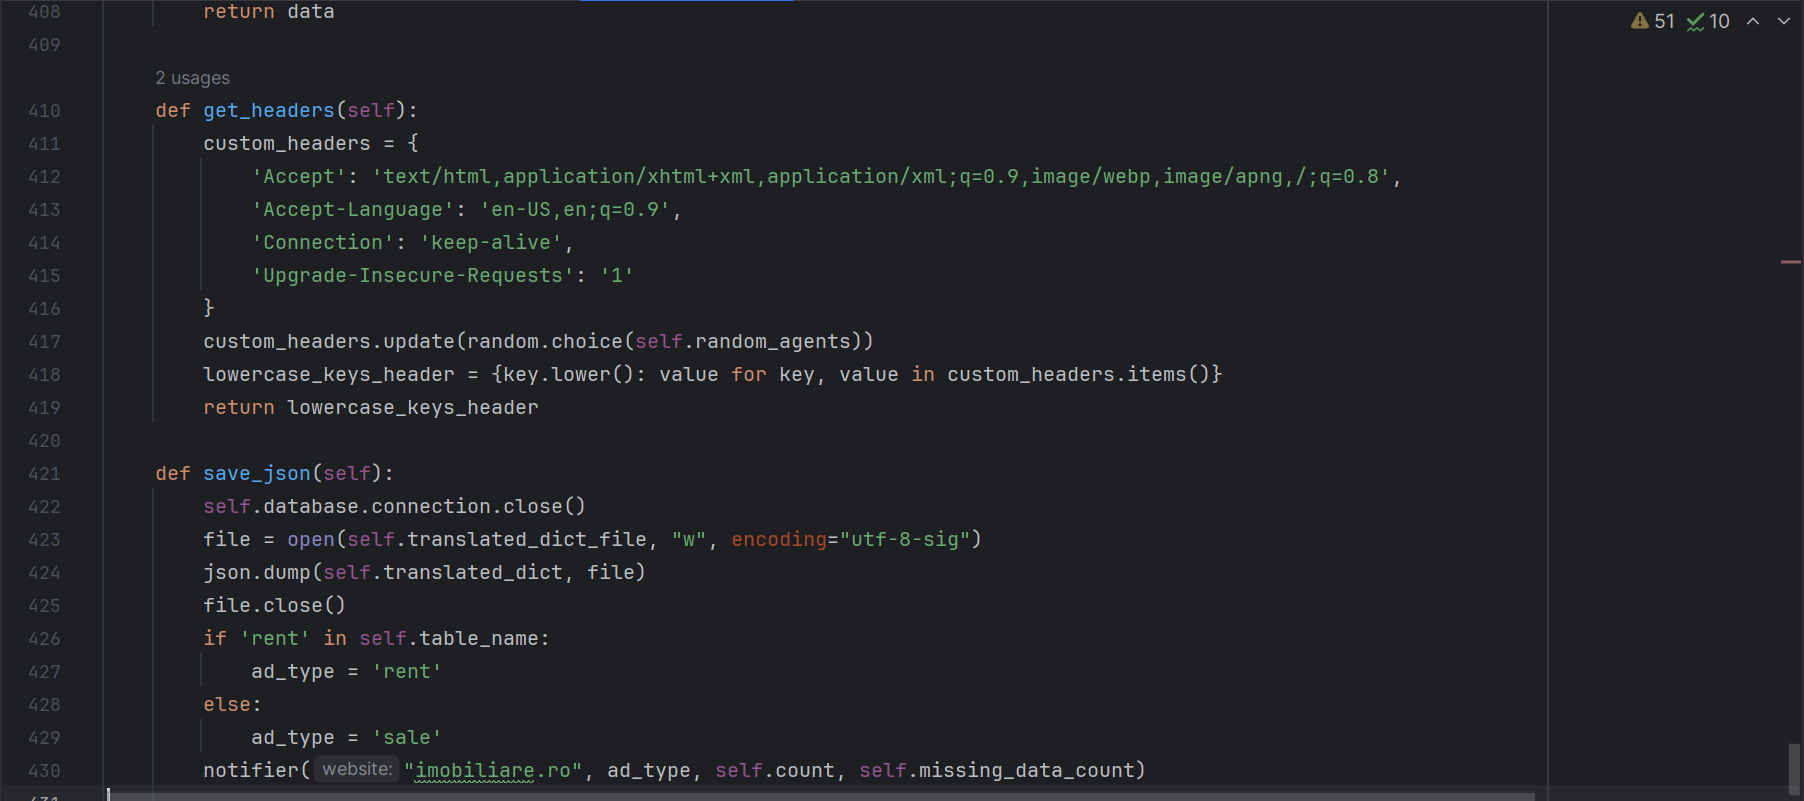 408 return data
51 10
409
2 usages
410 def get_headers(self):
411 custom_headers = {
412 'Accept': 'text/html,application/xhtml+xml,application/xml;q=0.9,image/webp,image/apng,/;q=0.8',
413 'Accept-Language': 'en-US,en;q=0.9',
414 'Connection': 'keep-alive',
415 'Upgrade-Insecure-Requests': '1'
416 }
417 custom_headers.update(random.choice(self.random_agents))
418 lowercase_keys_header = {key.lower(): value for key, value in custom_headers.items()}
419 return lowercase_keys_header
420
421 def save_json(self):
422 self.database.connection.close()
423 file = open(self.translated_dict_file, "w", encoding="utf-8-sig")
424 json.dump(self.translated_dict, file)
425 file.close()
426 if 'rent' in self.table_name:
427 ad_type = 'rent'
428 else:
429 ad_type = 'sale'
430 notifier( website: "imobiliare.ro", ad_type, self.count, self.missing_data_count)
431